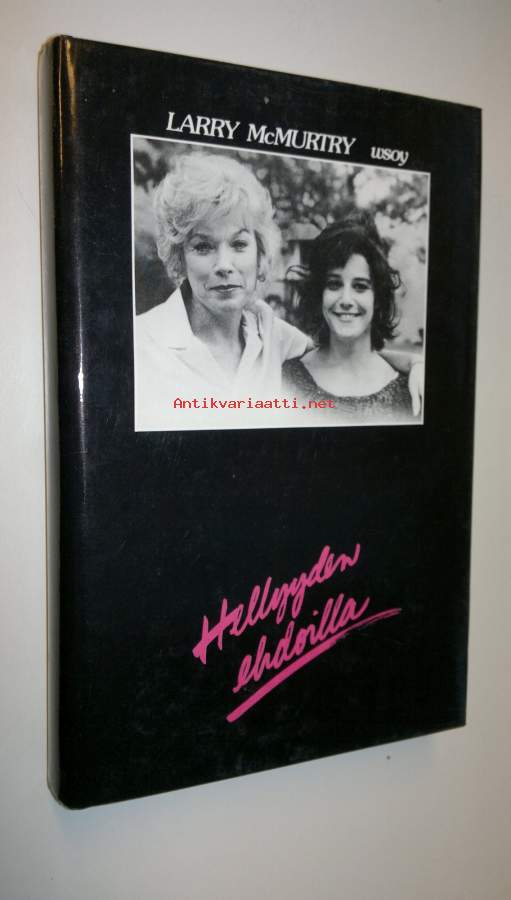 LARRY McMURTRY wsoy
Antikvariaatti.net
Hellyyden
ehdoilla